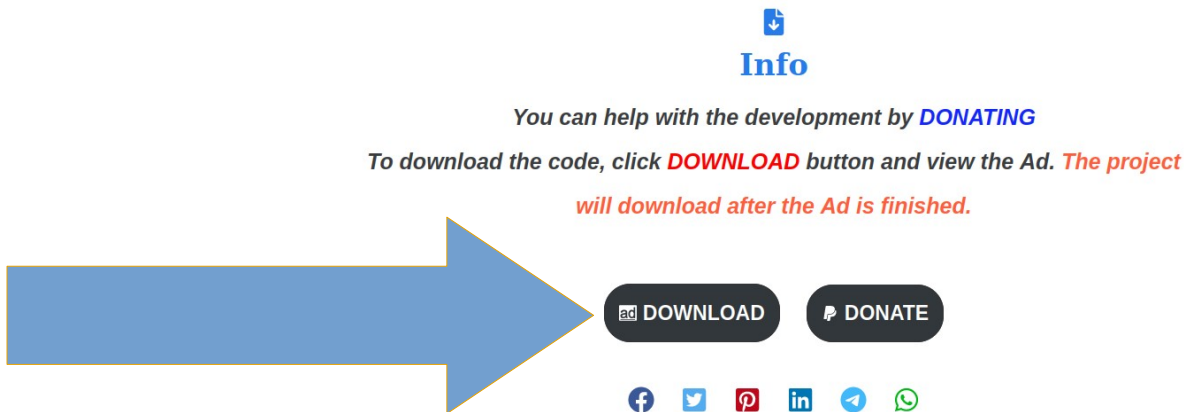 Info
You can help with the development by DONATING
To download the code, click DOWNLOAD button and view the Ad. The project
will download after the Ad is finished.
ad DOWNLOAD
DONATE